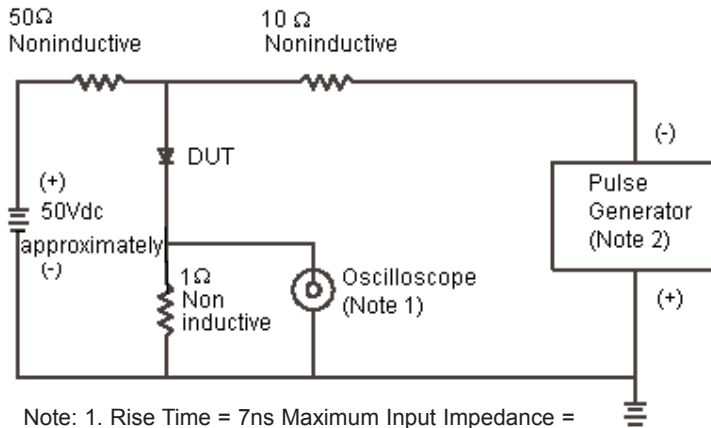 50Ω
Noninductive
10 Ω
Noninductive
DUT
(+)
50Vdc
approximately
(-)
1Ω
Non
inductive
Oscilloscope
(Note 1)
(-)
Pulse
Generator
(Note 2)
(+)
Note: 1. Rise Time = 7ns Maximum Input Impedance =